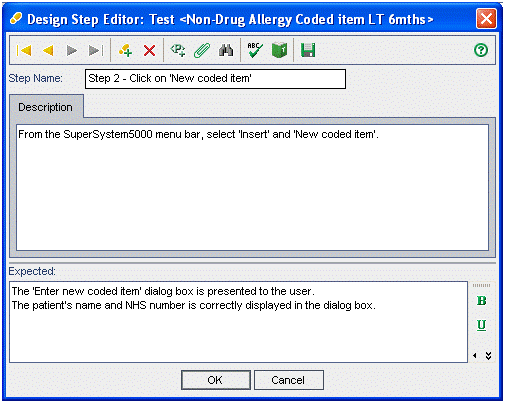 Design Step Editor: Test <Non-Drug Allergy Coded item LT 6mths>
ABC
Step Name: Step 2 - Click on 'New coded item'
Description
From the SuperSystem5000 menu bar, select 'Insert' and 'New coded item'.
Expected:
The 'Enter new coded item' dialog box is presented to the user.
The patient's name and NHS number is correctly displayed in the dialog box.
B
U
OK Cancel